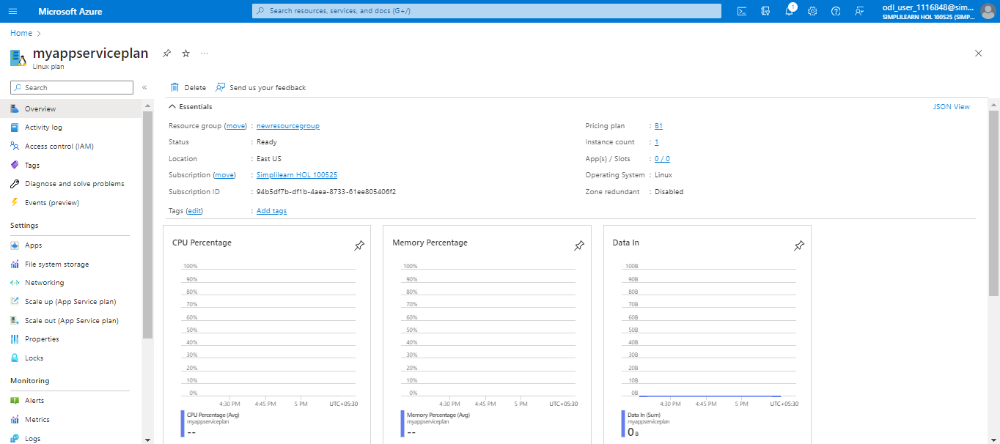 Microsoft Azure
Search resources, services, and docs (G+/)
1
odl_user_1116848@sim...
SIMPLILEARN HOL 100525 (SIMP...
Home
myappserviceplan
...
Linux plan
Search
«
Delete
Send us your feedback
Overview
Activity log
Access control (IAM)
Tags
Diagnose and solve problems
Events (preview)
Settings
Apps
File system storage
Networking
Scale up (App Service plan)
Scale out (App Service plan)
Properties
Locks
Monitoring
Alerts
Metrics
Logs
Essentials
JSON View
Resource group (move) : newresourcegroup
Status : Ready
Location : East US
Subscription (move) : Simplilearn HOL 100525
Subscription ID : 94b5df7b-df1b-4aea-8733-61ee805406f2
Tags (edit) : Add tags
Pricing plan : B1
Instance count : 1
App(s) / Slots : 0 / 0
Operating System : Linux
Zone redundant : Disabled
CPU Percentage
100%
90%
80%
70%
60%
50%
40%
30%
20%
10%
0%
4:30 PM 4:45 PM 5 PM UTC+05:30
CPU Percentage (Avg)
myappserviceplan
--
Memory Percentage
100%
90%
80%
70%
60%
50%
40%
30%
20%
10%
0%
4:30 PM 4:45 PM 5 PM UTC+05:30
Memory Percentage (Avg)
myappserviceplan
--
Data In
100B
90B
80B
70B
60B
50B
40B
30B
20B
10B
0B
4:30 PM 4:45 PM 5 PM UTC+05:30
Data In (Sum)
myappserviceplan
0 B